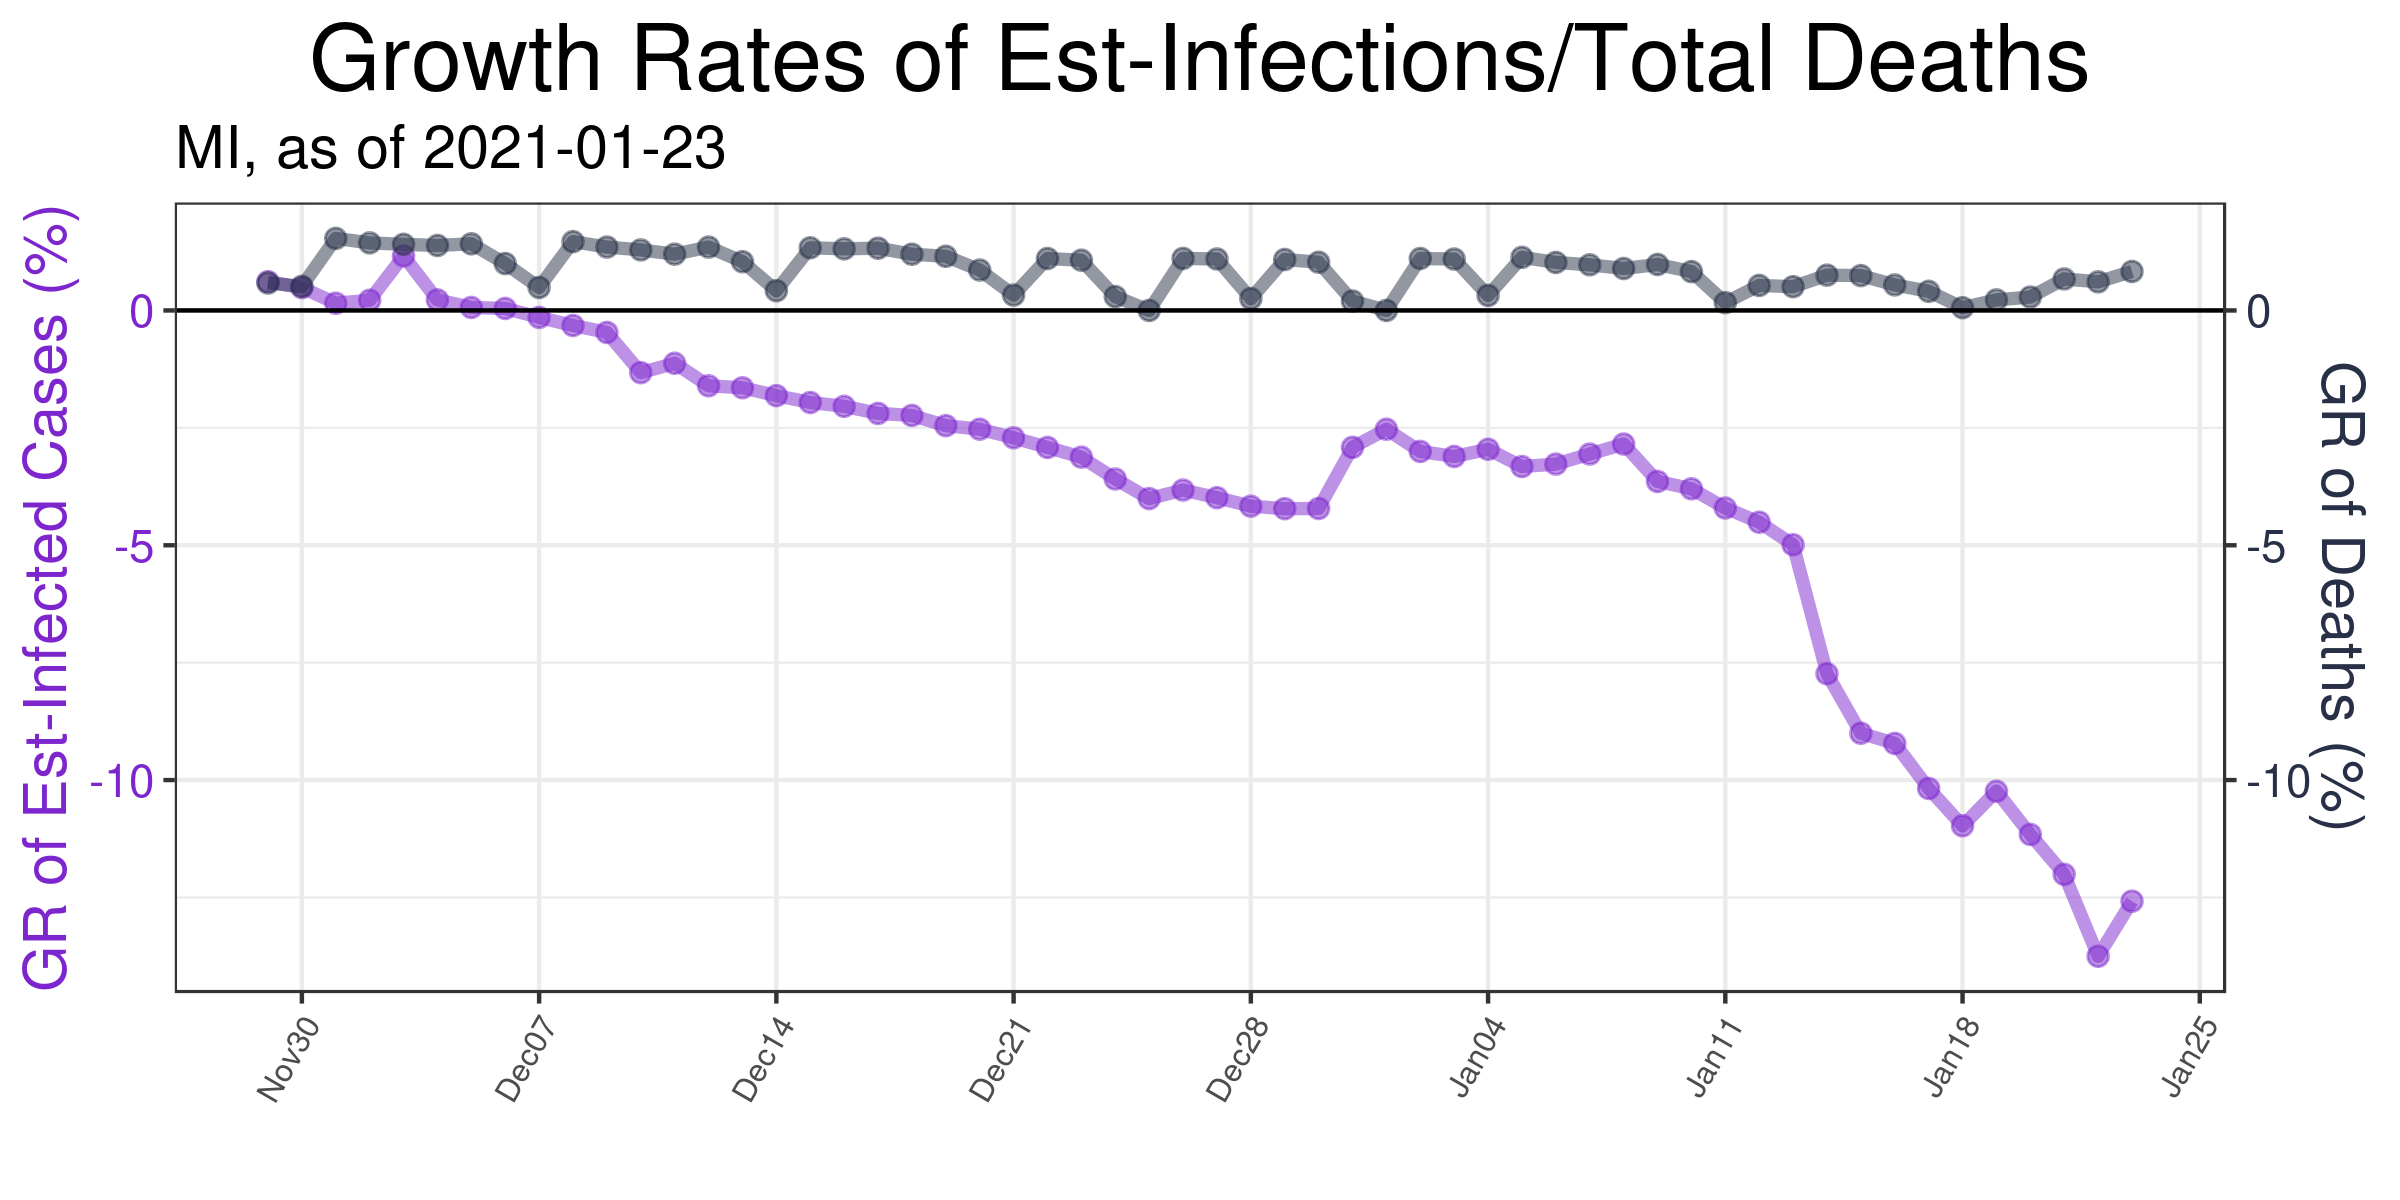 Growth Rates of Est-Infections/Total Deaths
MI, as of 2021-01-23
GR of Est-Infected Cases (%)
0
-5
-10
0
-5
-10
GR of Deaths (%)
Nov30
Dec07
Dec14
Dec21
Dec28
Jan04
Jan11
Jan18
Jan25